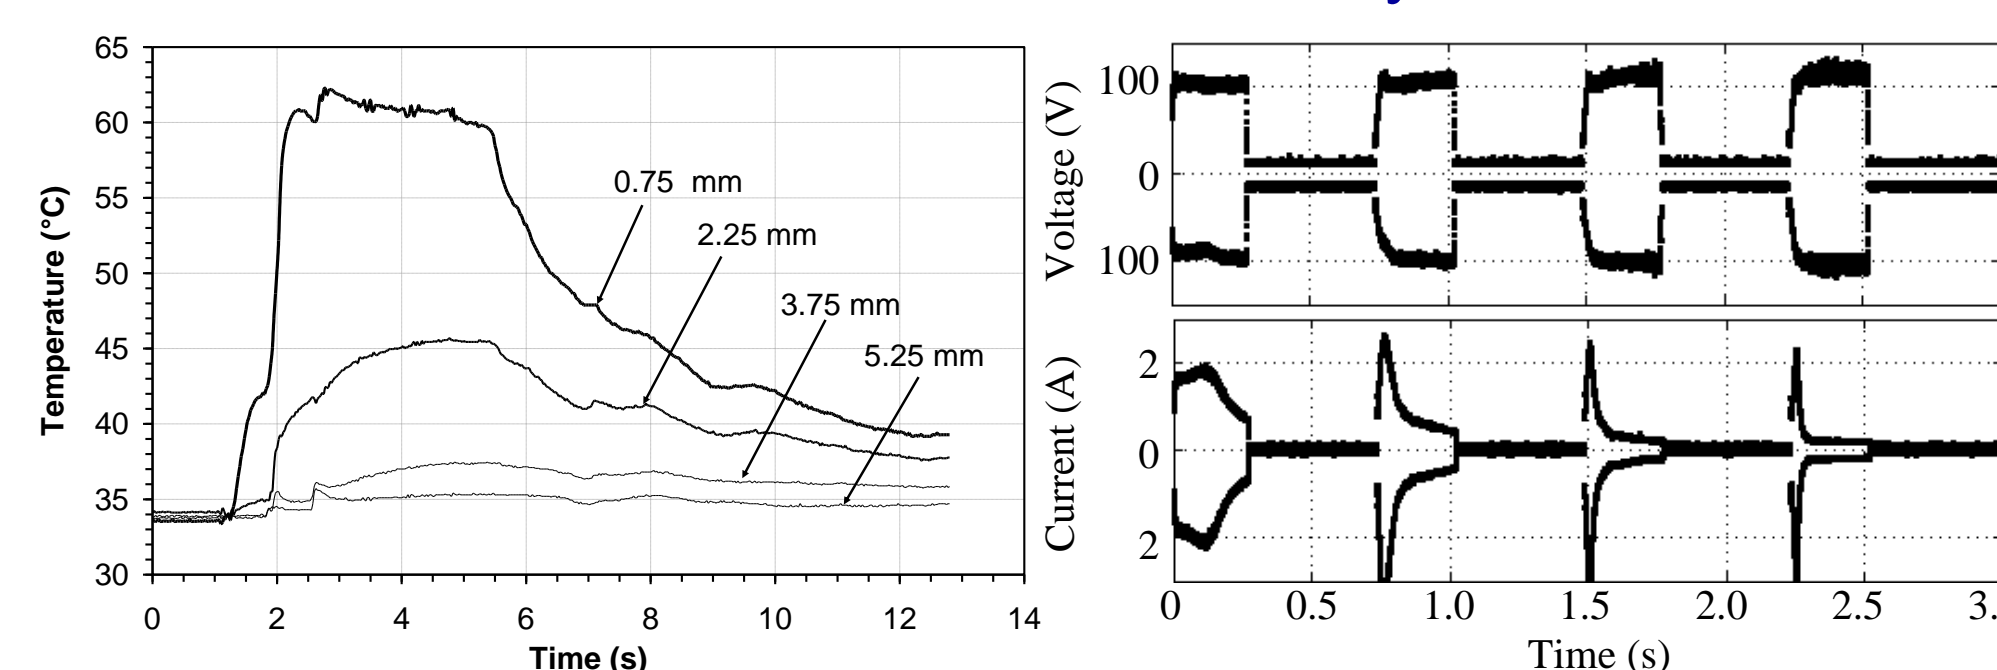 65
60
55
50
45
40
35
30
Temperature (°C)
0.75 mm
2.25 mm
3.75 mm
5.25 mm
0 2 4 6 8 10 12 14
Time (s)
100
0
100
Voltage (V)
2
0
2
Current (A)
0 0.5 1.0 1.5 2.0 2.5 3.
Time (s)